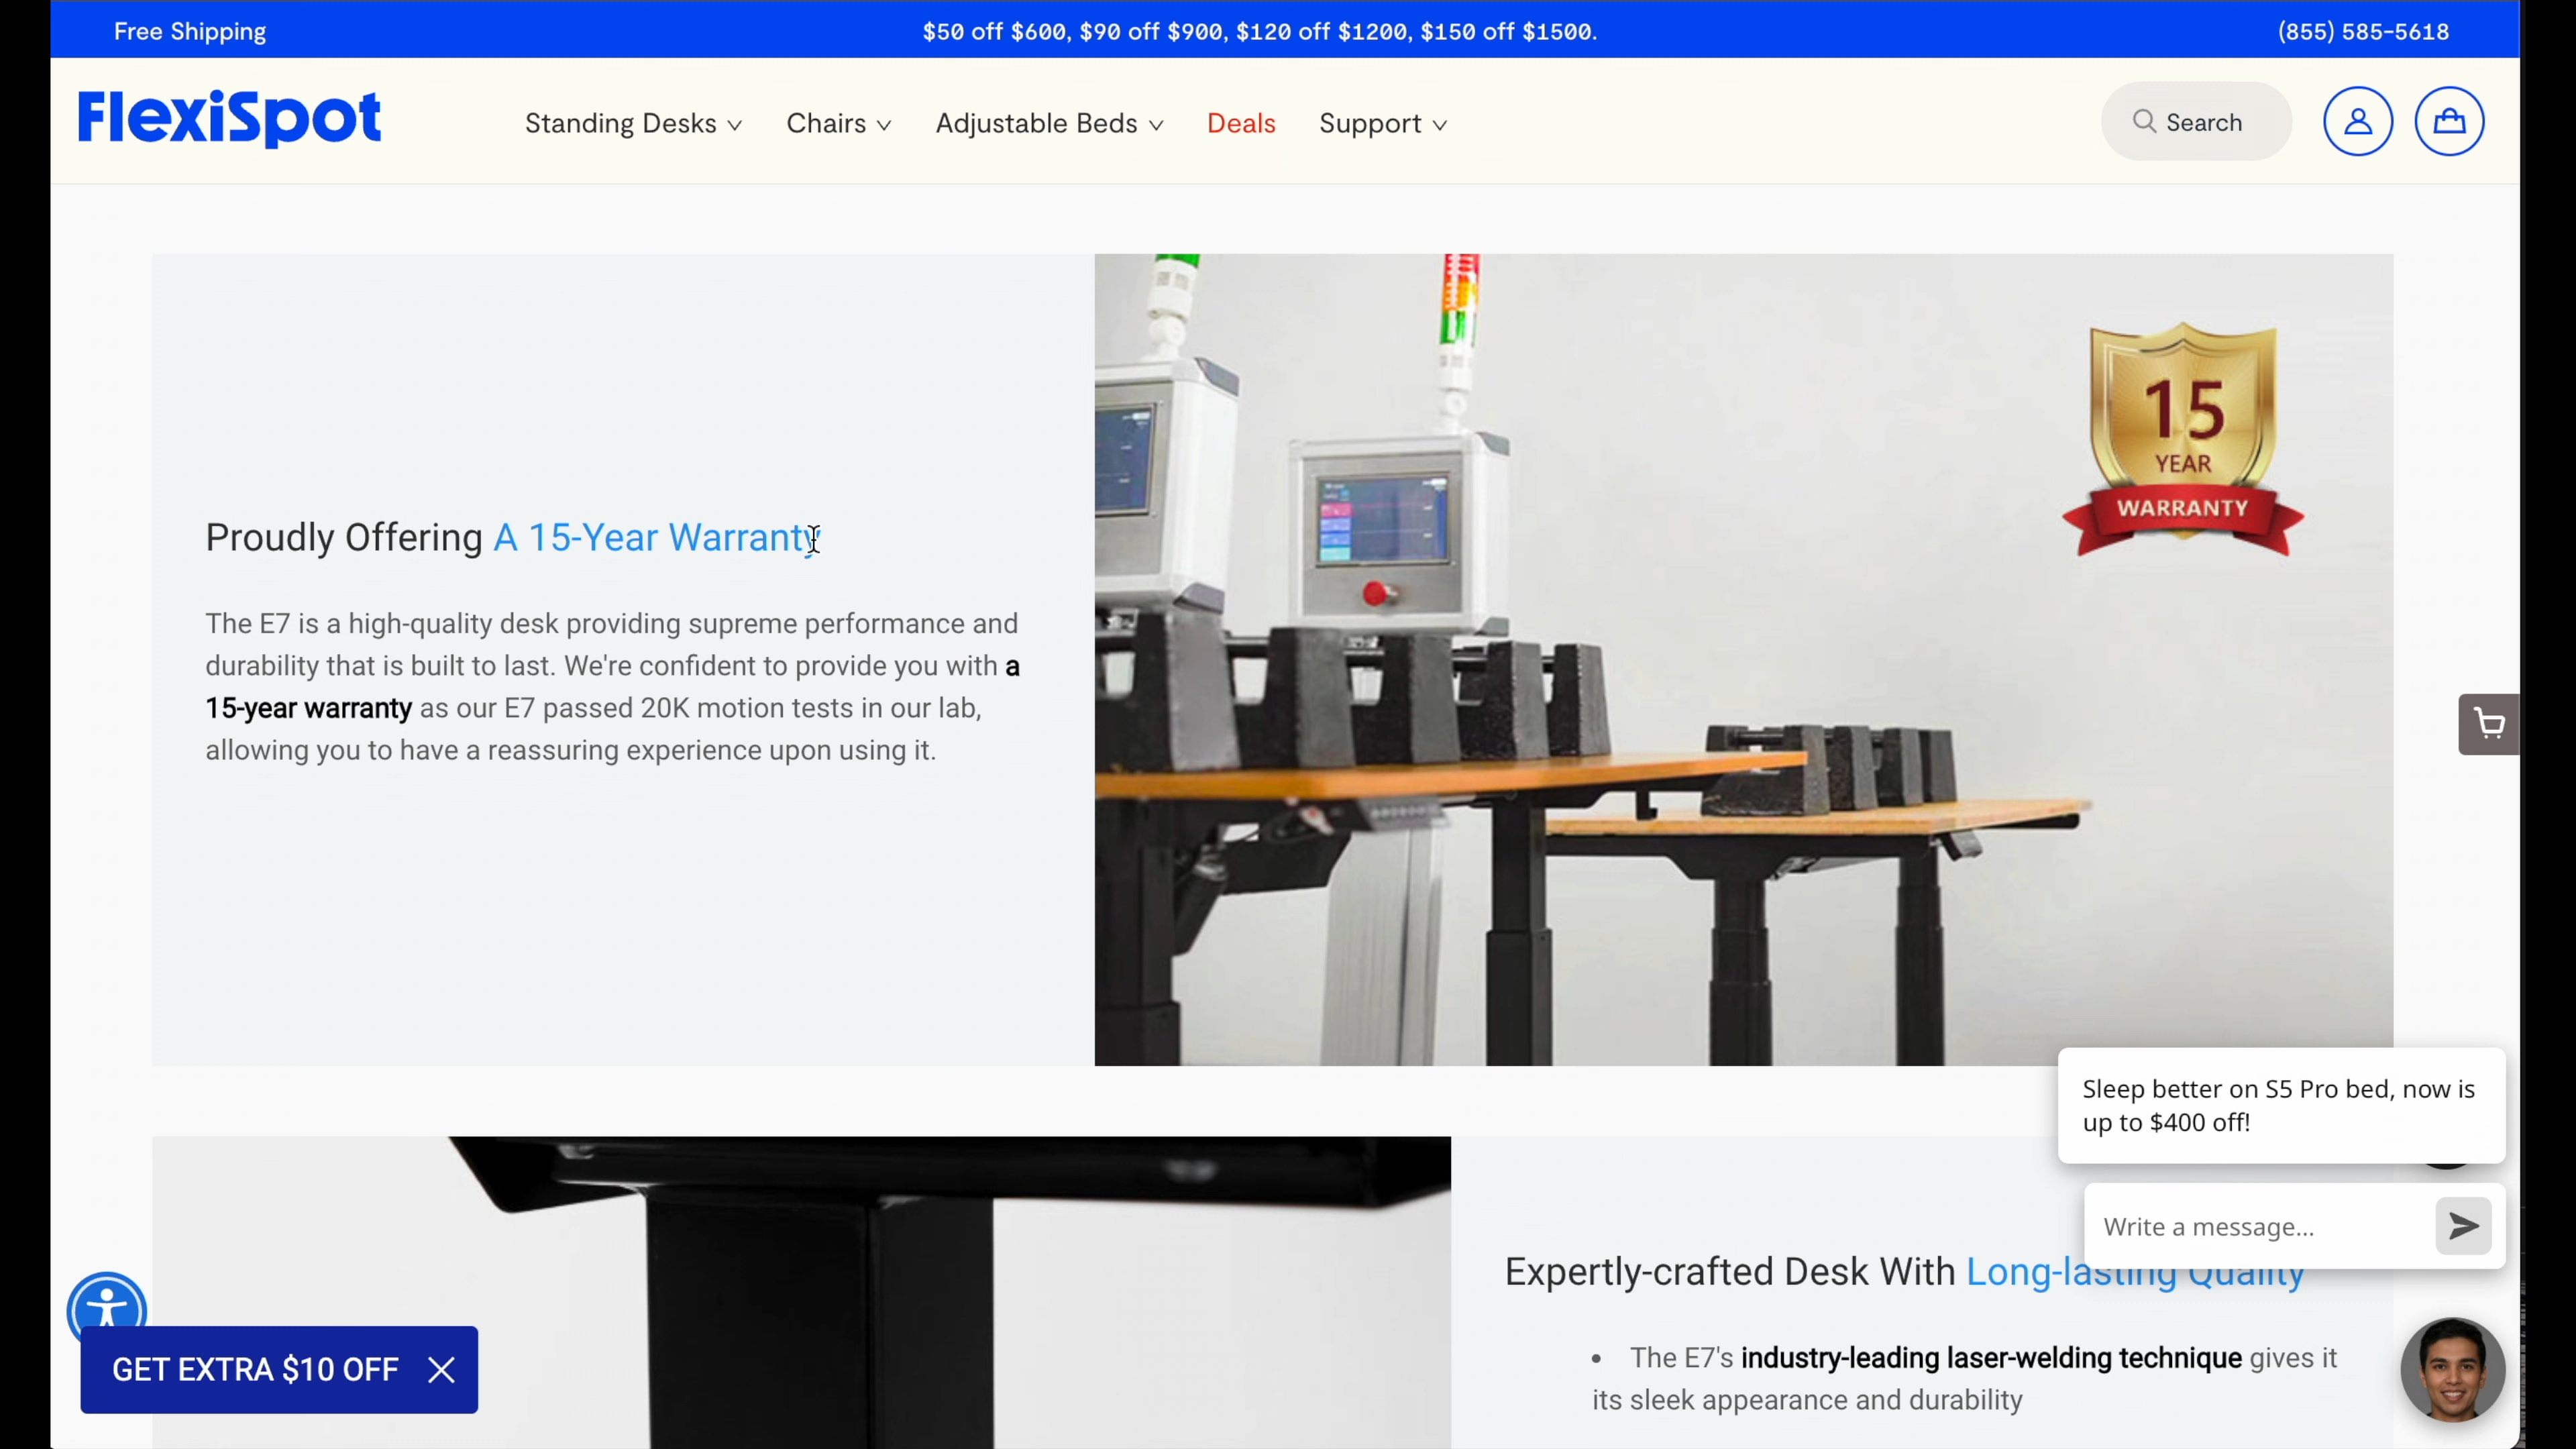 Free Shipping
$50 off $600, $90 off $900, $120 off $1200, $150 off $1500.
(855) 585-5618
FlexiSpot
Standing Desks
Chairs
Adjustable Beds
Deals
Support
Search
Proudly Offering A 15-Year Warranty
The E7 is a high-quality desk providing supreme performance and
durability that is built to last. We're confident to provide you with a
15-year warranty as our E7 passed 20K motion tests in our lab,
allowing you to have a reassuring experience upon using it.
15
YEAR
WARRANTY
Sleep better on S5 Pro bed, now is
up to $400 off!
Write a message...
Expertly-crafted Desk With Long-lasting Quality
• The E7's industry-leading laser-welding technique gives it
its sleek appearance and durability
GET EXTRA $10 OFF